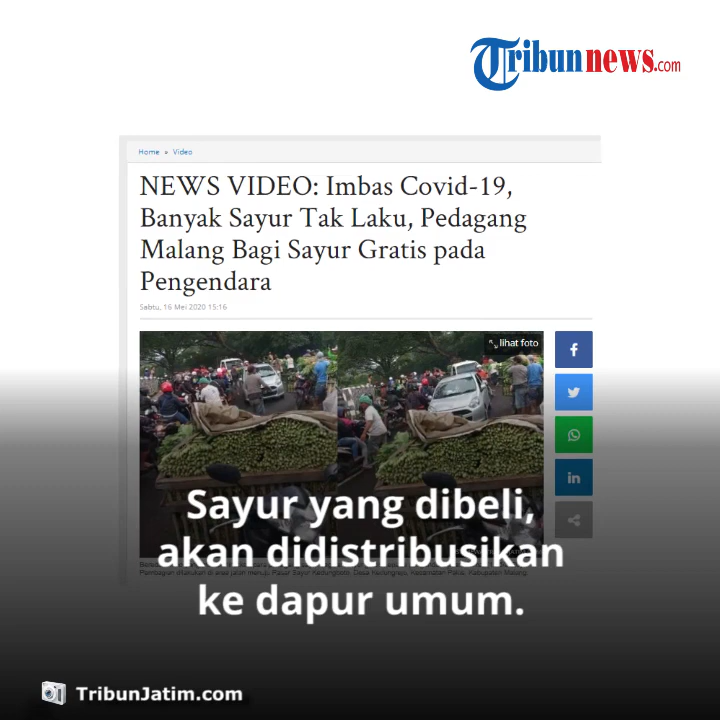 Tribunnews.com
Home » Video
NEWS VIDEO: Imbas Covid-19,
Banyak Sayur Tak Laku, Pedagang
Malang Bagi Sayur Gratis pada
Pengendara
Sabtu, 16 Mei 2020 15:16
lihat foto
Sayur yang dibeli,
akan didistribusikan
ke dapur umum.
TribunJatim.com